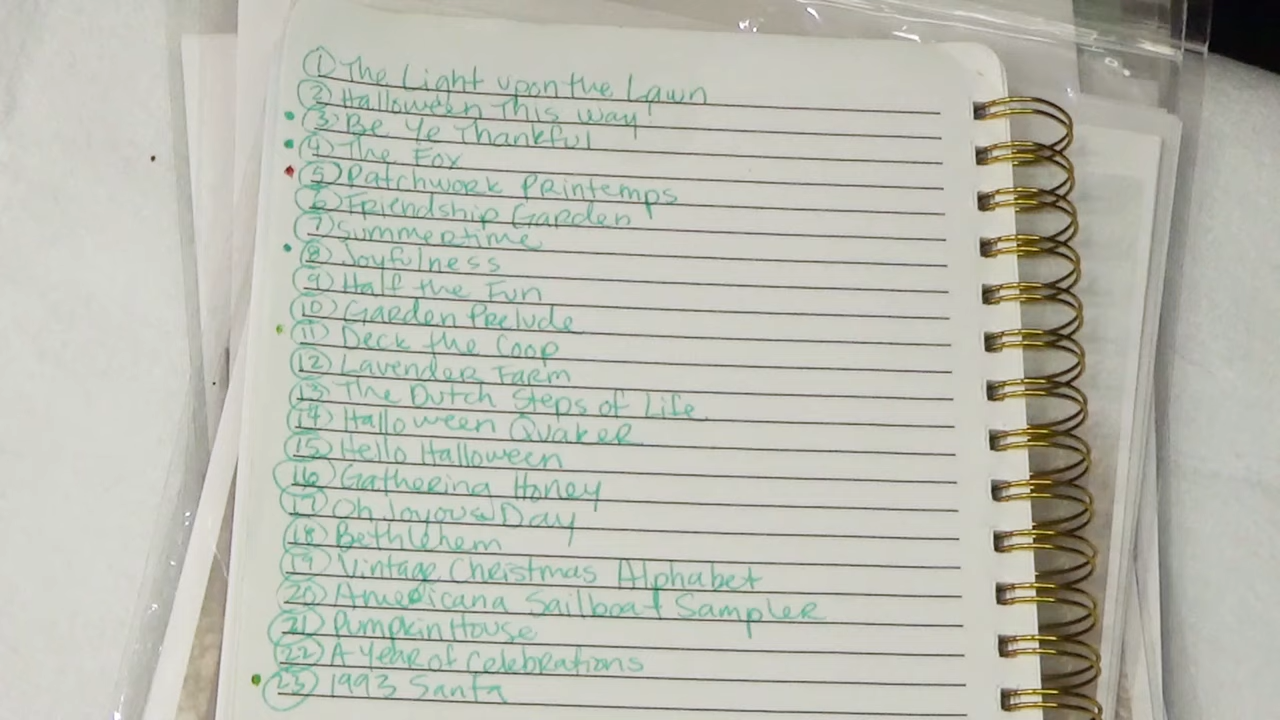 1 The Light upon the Lawn
2 Halloween This Way!
3 Be Ye Thankful
4 The Fox
5 Patchwork Printemps
6 Friendship Garden
7 Summertime
8 Joyfulness
9 Half the Fun
10 Garden Prelude
11 Deck the Coop
12 Lavender Farm
13 The Dutch Steps of Life
14 Halloween Quaker
15 Hello Halloween
16 Gathering Honey
17 Oh Joyous Day
18 Bethlehem
19 Vintage Christmas Alphabet
20 Americana Sailboat Sampler
21 Pumpkin House
22 A Year of Celebrations
23 1993 Santa